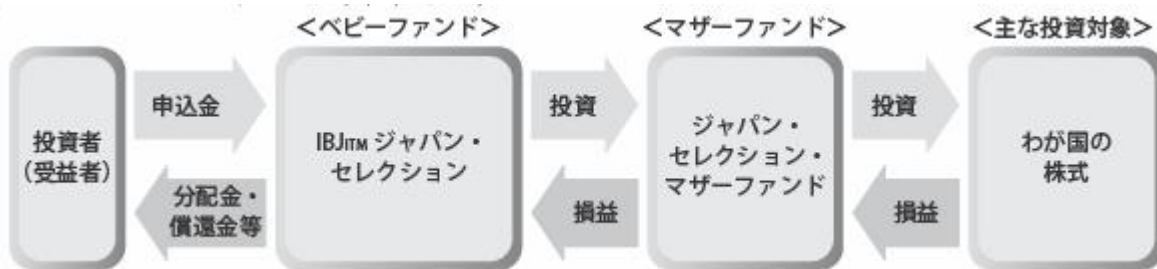 <ベビーファンド>
<マザーファンド>
<主な投資対象>
投資者
(受益者)
申込金
分配金・
償還金等
IBJITM ジャパン・
セレクション
投資
損益
ジャパン・
セレクション・
マザーファンド
投資
損益
わが国の
株式